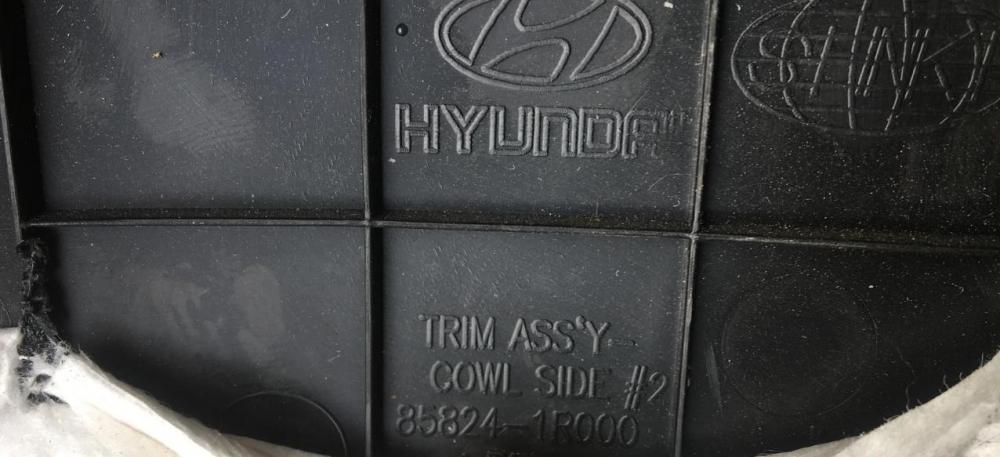 HYUNDAI
TRIM ASS'Y-
COWL SIDE #2
85824-1R000